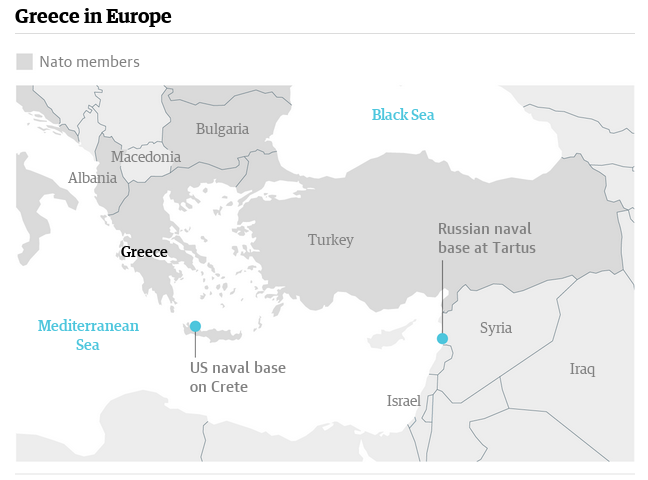 Greece in Europe
Nato members
Black Sea
Bulgaria
Macedonia
Albania
Russian naval
base at Tartus
Turkey
Greece
Mediterranean
Sea
Syria
US naval base
on Crete
Iraq
Israel